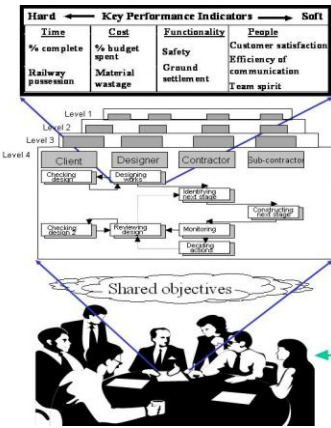 Hard Key Performance Indicators Soft
Time Cost Functionality People
% complete
Railway
possession
% budget
spent
Material
wastage
Safety
Ground
settlement
Customer satisfaction
Efficiency of
communication
Team spirit
Level 1
Level 2
Level 3
Level 4
Client Designer Contractor Sub-contractor
Checking
design
Designing
works
Identifying
next stage
Constructing
next stage
Checking
design 2
Reviewing
design
Monitoring
Deciding
actions
Shared objectives